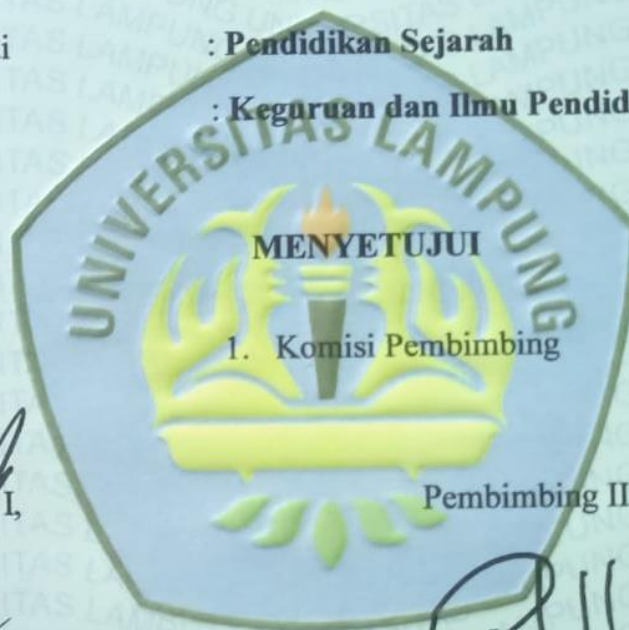 : Pendidikan Sejarah
: Keguruan dan Ilmu Pendid
UNIVERSITAS LAMPUNG
MENYETUJUI
1. Komisi Pembimbing
I,
Pembimbing II